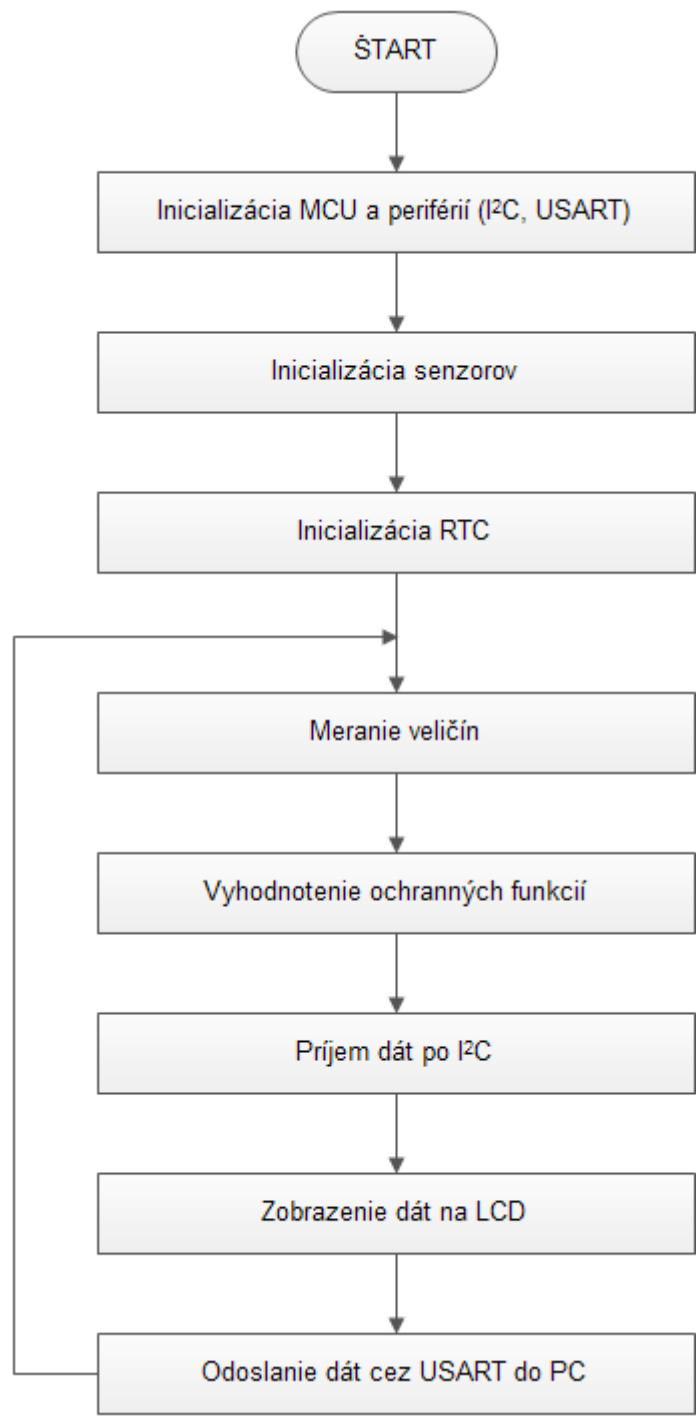 ŠTART
Inicializácia MCU a periférií (I²C, USART)
Inicializácia senzorov
Inicializácia RTC
Meranie veličín
Vyhodnotenie ochranných funkcií
Príjem dát po I²C
Zobrazenie dát na LCD
Odoslanie dát cez USART do PC